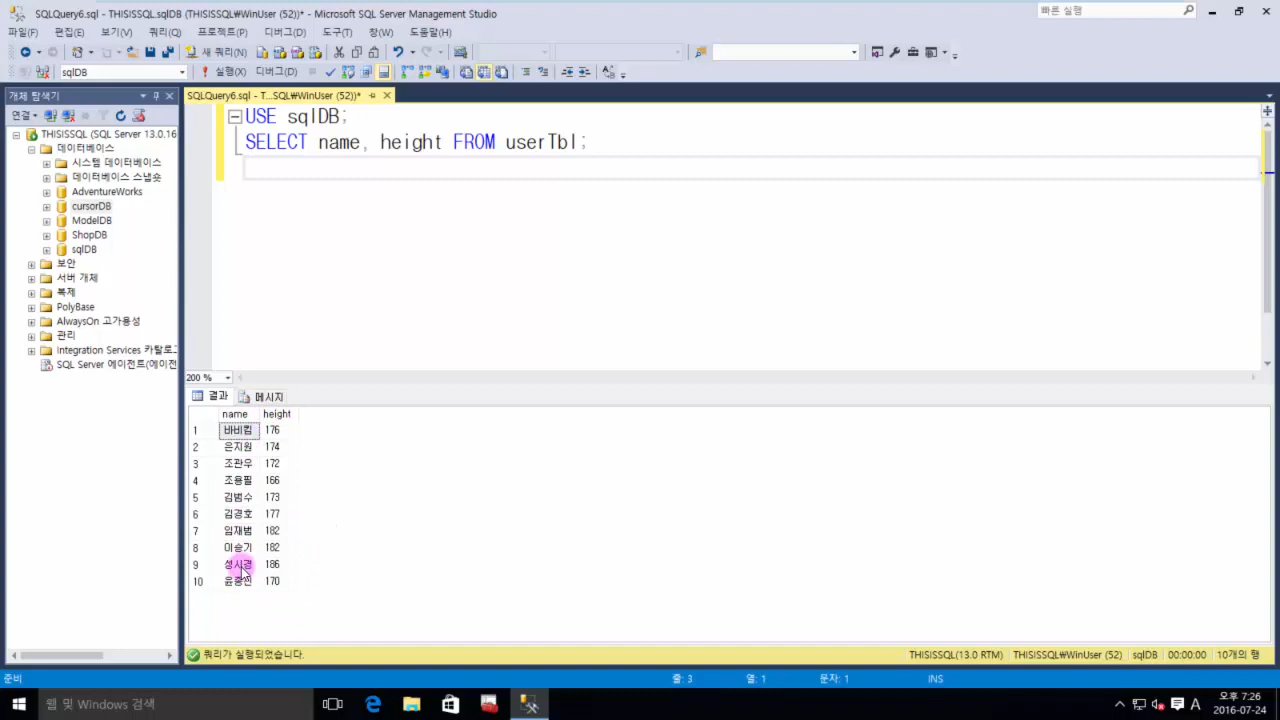 SQLQuery6.sql - THISISSQL.sqlDB (THISISSQL₩WinUser (52))* - Microsoft SQL Server Management Studio
빠른 실행
파일(F) 편집(E) 보기(V) 쿼리(Q) 프로젝트(P) 디버그(D) 도구(T) 창(W) 도움말(H)
새 쿼리(N)
sqlDB
실행(X) 디버그(D)
개체 탐색기
SQLQuery6.sql - T...SQL₩WinUser (52))*
연결
THISISSQL (SQL Server 13.0.16
데이터베이스
시스템 데이터베이스
데이터베이스 스냅숏
AdventureWorks
cursorDB
ModelDB
ShopDB
sqlDB
보안
서버 개체
복제
PolyBase
AlwaysOn 고가용성
관리
Integration Services 카탈로그
SQL Server 에이전트(에이전
USE sqlDB;
SELECT name, height FROM userTbl;
200 %
결과 메시지
name height
1 바비킴 176
2 은지원 174
3 조관우 172
4 조용필 166
5 김범수 173
6 김경호 177
7 임재범 182
8 이승기 182
9 성시경 186
10 윤종신 170
쿼리가 실행되었습니다.
THISISSQL(13.0 RTM) THISISSQL₩WinUser (52) sqlDB 00:00:00 10개의 행
준비
줄: 3 열: 1 문자: 1 INS
웹 및 Windows 검색
A
오후 7:26
2016-07-24